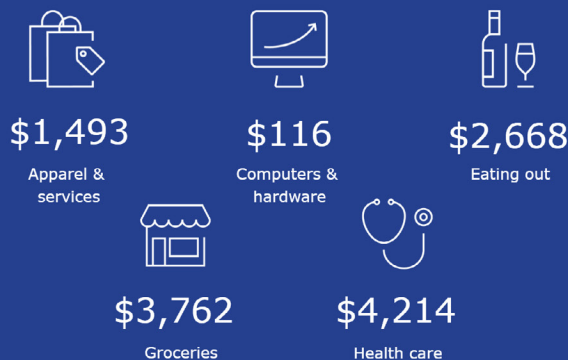 $1,493
Apparel &
services
$116
Computers &
hardware
$2,668
Eating out
$3,762
Groceries
$4,214
Health care